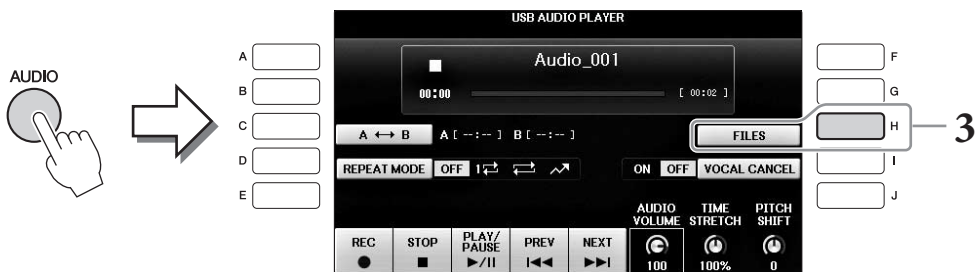 USB AUDIO PLAYER
AUDIO
A
B
C
D
E
Audio_001
00:00 [ 00:02 ]
A ↔ B A [ --:-- ] B [ --:-- ]
FILES
REPEAT MODE OFF 1
ON OFF VOCAL CANCEL
AUDIO VOLUME
TIME STRETCH
PITCH SHIFT
REC
STOP
PLAY/PAUSE
PREV
NEXT
100
100%
0
F
G
H
I
J
3